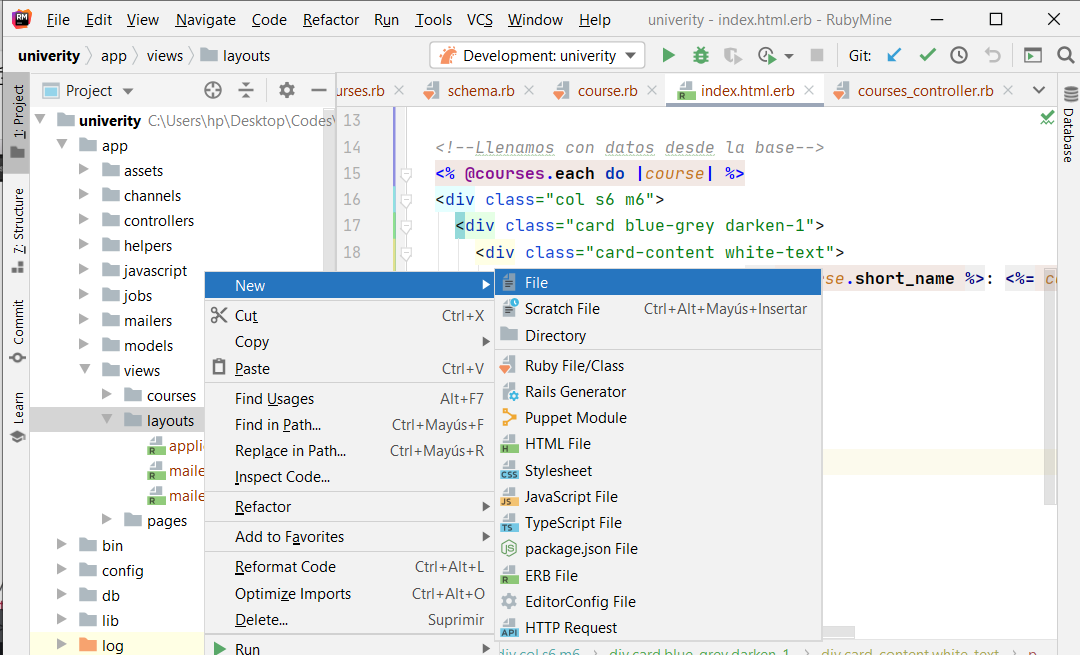 File Edit View Navigate Code Refactor Run Tools VCS Window Help univerity - index.html.erb - RubyMine
univerity app views layouts Development: univerity Git:
Project
urses.rb schema.rb course.rb index.html.erb courses_controller.rb
1: Project
7: Structure
Commit
Learn
Database
univerity C:\Users\hp\Desktop\Codes\
app
assets
channels
controllers
helpers
javascript
jobs
mailers
models
views
courses
layouts
appli
maile
maile
pages
bin
config
db
lib
log
13
14 <!--Llenamos con datos desde la base-->
15 <% @courses.each do |course| %>
16 <div class="col s6 m6">
17 <div class="card blue-grey darken-1">
18 <div class="card-content white-text">
se.short_name %>: <%= co
New
Cut Ctrl+X
Copy
Paste Ctrl+V
Find Usages Alt+F7
Find in Path... Ctrl+Mayús+F
Replace in Path... Ctrl+Mayús+R
Inspect Code...
Refactor
Add to Favorites
Reformat Code Ctrl+Alt+L
Optimize Imports Ctrl+Alt+O
Delete... Suprimir
Run
File
Scratch File Ctrl+Alt+Mayús+Insertar
Directory
Ruby File/Class
Rails Generator
Puppet Module
HTML File
Stylesheet
JavaScript File
TypeScript File
package.json File
ERB File
EditorConfig File
HTTP Request
div.col.s6.m6 div.card.blue-grey.darken-1 div.card-content.white-text p